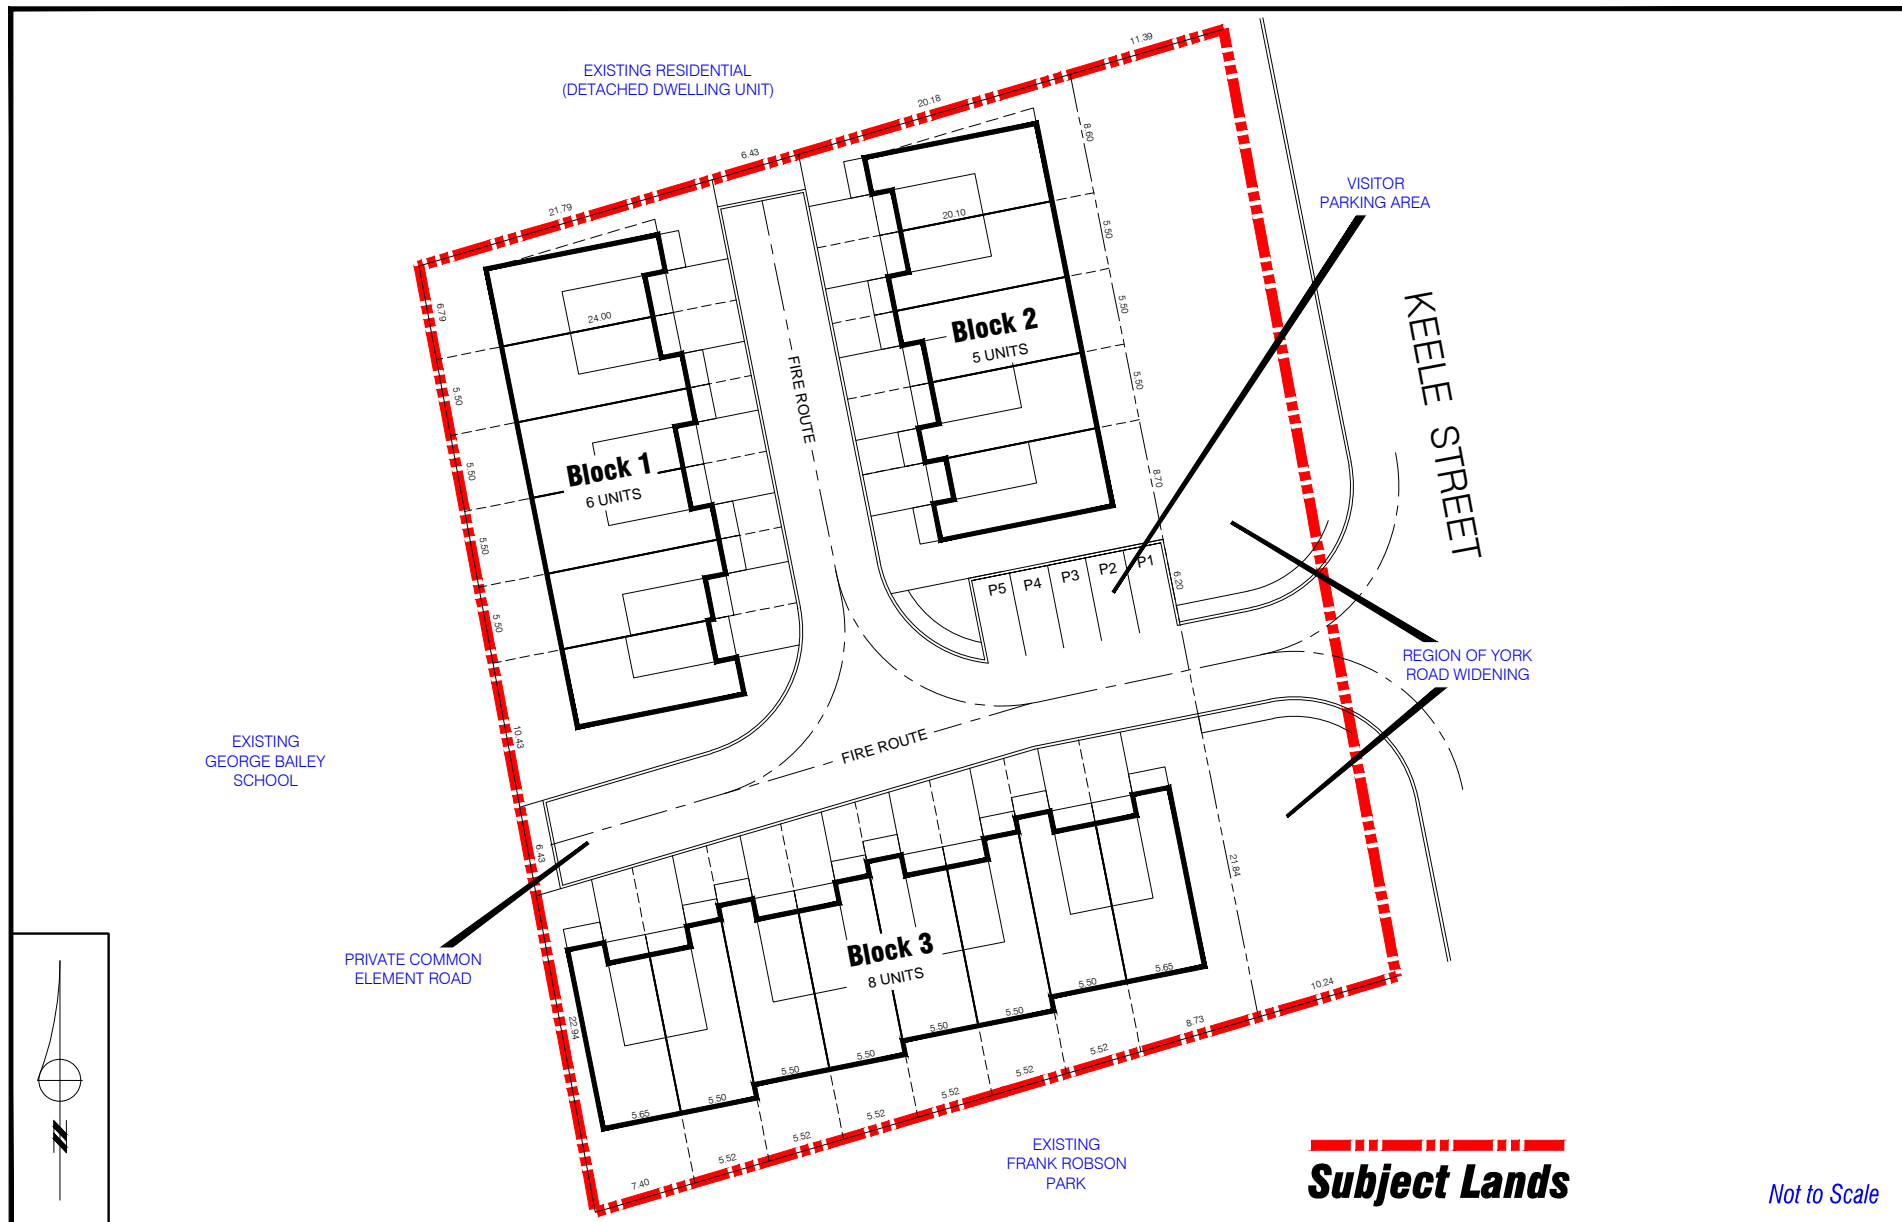 11.39
EXISTING RESIDENTIAL
(DETACHED DWELLING UNIT)
20.18
6.43
21.79
8.60
VISITOR
PARKING AREA
20.10
5.50
6.79
24.00
5.50
Block 2
5 UNITS
FIRE ROUTE
KEELE STREET
5.50
5.50
Block 1
6 UNITS
5.50
8.70
5.50
P5
P4
P3
P2
P1
6.20
5.50
REGION OF YORK
ROAD WIDENING
10.43
FIRE ROUTE
EXISTING
GEORGE BAILEY
SCHOOL
6.43
21.84
PRIVATE COMMON
ELEMENT ROAD
Block 3
8 UNITS
22.94
5.65
5.50
5.50
5.50
5.50
5.50
5.50
5.65
10.24
8.73
5.52
5.52
5.52
5.52
5.52
5.52
7.40
N
EXISTING
FRANK ROBSON
PARK
Subject Lands
Not to Scale